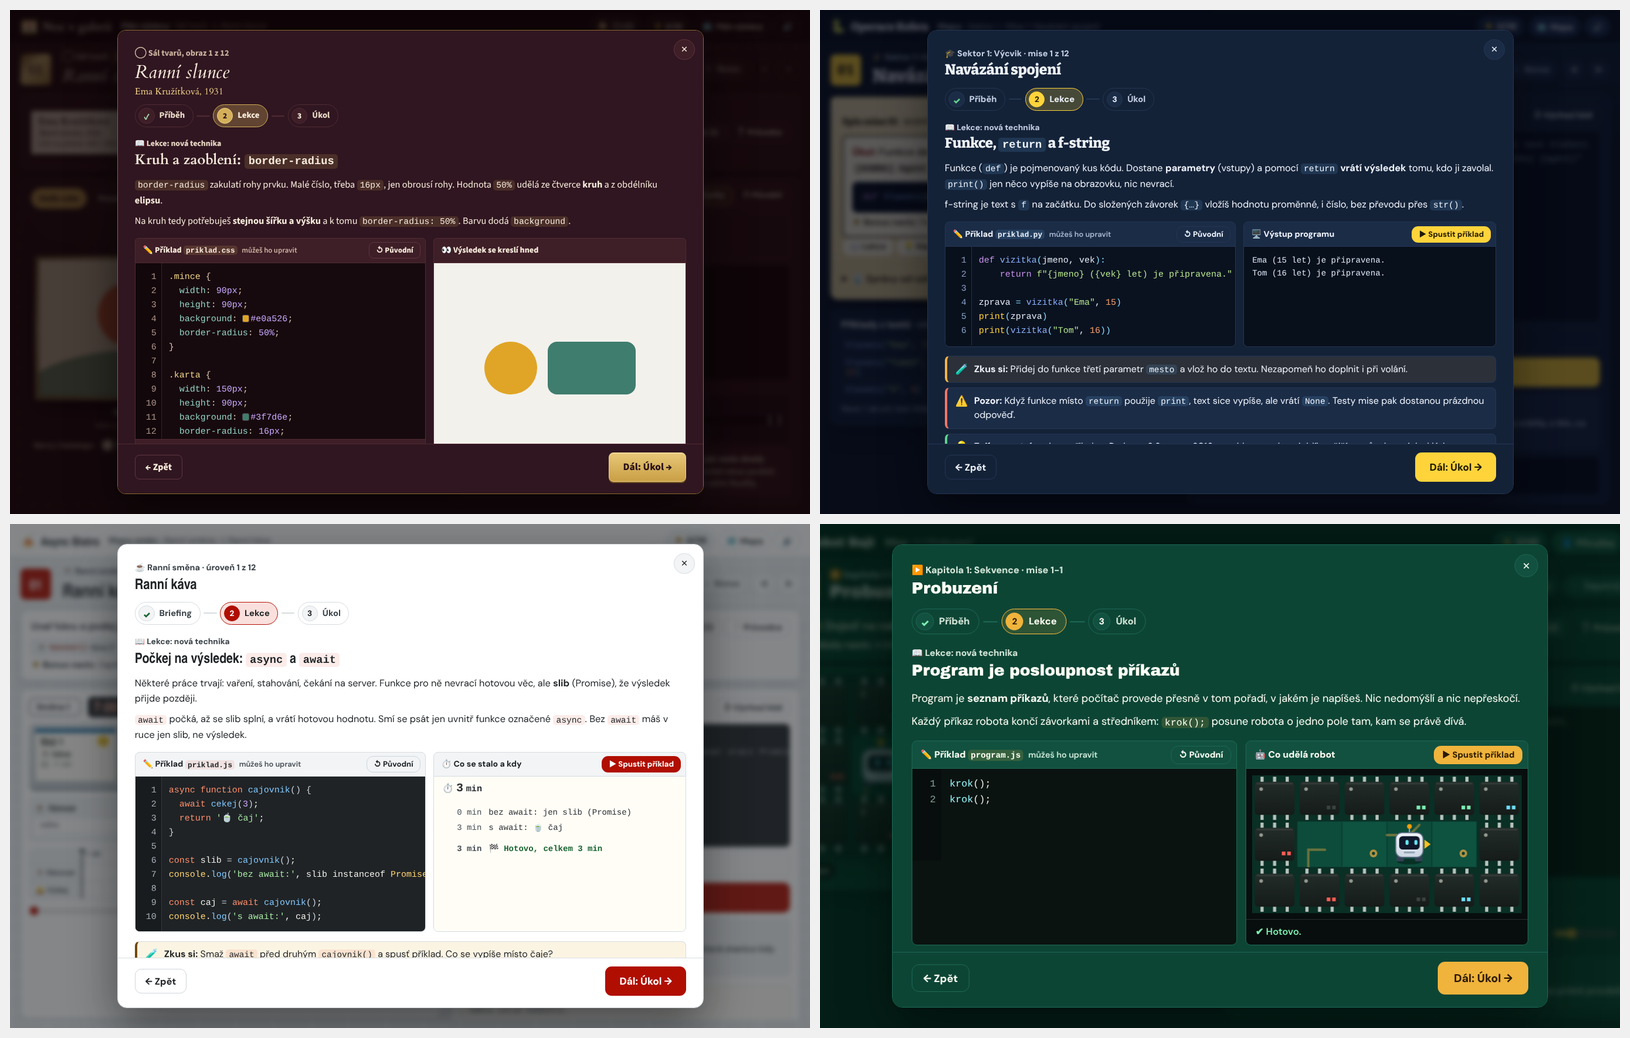 Sál tvarů, obraz 1 z 12
Ranní slunce
Ema Kružítková, 1931
✓ Příběh
2 Lekce
3 Úkol
📖 Lekce: nová technika
Kruh a zaoblení: border-radius
border-radius zakulatí rohy prvku. Malé číslo, třeba 16px, jen obrousí rohy. Hodnota 50% udělá ze čtverce kruh a z obdélníku
elipsu.
Na kruh tedy potřebuješ stejnou šířku a výšku a k tomu border-radius: 50%. Barvu dodá background.
✏️ Příklad priklad.css můžeš ho upravit
↺ Původní
👀 Výsledek se kreslí hned
1 .mince {
2 width: 90px;
3 height: 90px;
4 background: #e0a526;
5 border-radius: 50%;
6 }
7
8 .karta {
9 width: 150px;
10 height: 90px;
11 background: #3f7d6e;
12 border-radius: 16px;
← Zpět
Dál: Úkol →
🎓 Sektor 1: Výcvik · mise 1 z 12
Navázání spojení
✓ Příběh
2 Lekce
3 Úkol
📖 Lekce: nová technika
Funkce, return a f-string
Funkce (def) je pojmenovaný kus kódu. Dostane parametry (vstupy) a pomocí return vrátí výsledek tomu, kdo ji zavolal.
print() jen něco vypíše na obrazovku, nic nevrací.
f-string je text s f na začátku. Do složených závorek {…} vložíš hodnotu proměnné, i číslo, bez převodu přes str().
✏️ Příklad priklad.py můžeš ho upravit
↺ Původní
🖥️ Výstup programu
▶ Spustit příklad
1 def vizitka(jmeno, vek):
2 return f"{jmeno} ({vek} let) je připravena."
3
4 zprava = vizitka("Ema", 15)
5 print(zprava)
6 print(vizitka("Tom", 16))
Ema (15 let) je připravena.
Tom (16 let) je připravena.
🧪 Zkus si: Přidej do funkce třetí parametr mesto a vlož ho do textu. Nezapomeň ho doplnit i při volání.
⚠️ Pozor: Když funkce místo return použije print, text sice vypíše, ale vrátí None. Testy mise pak dostanou prázdnou
odpověď.
← Zpět
Dál: Úkol →
☕ Ranní směna · úroveň 1 z 12
Ranní káva
✓ Briefing
2 Lekce
3 Úkol
📖 Lekce: nová technika
Počkej na výsledek: async a await
Některé práce trvají: vaření, stahování, čekání na server. Funkce pro ně nevrací hotovou věc, ale slib (Promise), že výsledek
přijde později.
await počká, až se slib splní, a vrátí hotovou hodnotu. Smí se psát jen uvnitř funkce označené async. Bez await máš v
ruce jen slib, ne výsledek.
✏️ Příklad priklad.js můžeš ho upravit
↺ Původní
⏱️ Co se stalo a kdy
▶ Spustit příklad
1 async function cajovnik() {
2 await cekej(3);
3 return '🍵 čaj';
4 }
5
6 const slib = cajovnik();
7 console.log('bez await:', slib instanceof Promise
8
9 const caj = await cajovnik();
10 console.log('s await:', caj);
⏱️ 3 min
0 min bez await: jen slib (Promise)
3 min s await: 🍵 čaj
3 min 🏁 Hotovo, celkem 3 min
🧪 Zkus si: Smaž await před druhým cajovnik() a spusť příklad. Co se vypíše místo čaje?
← Zpět
Dál: Úkol →
▶️ Kapitola 1: Sekvence · mise 1-1
Probuzení
✓ Příběh
2 Lekce
3 Úkol
📖 Lekce: nová technika
Program je posloupnost příkazů
Program je seznam příkazů, které počítač provede přesně v tom pořadí, v jakém je napíšeš. Nic nedomýšlí a nic nepřeskočí.
Každý příkaz robota končí závorkami a středníkem: krok(); posune robota o jedno pole tam, kam se právě dívá.
✏️ Příklad program.js můžeš ho upravit
↺ Původní
🤖 Co udělá robot
▶ Spustit příklad
1 krok();
2 krok();
✔ Hotovo.
← Zpět
Dál: Úkol →